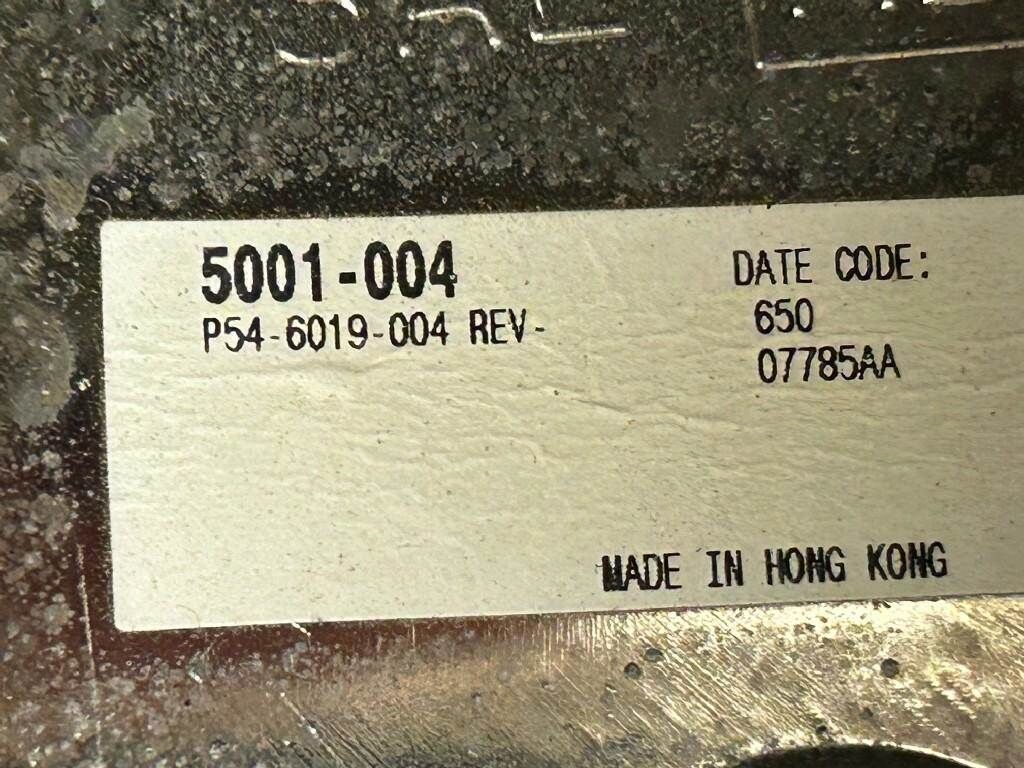 5001-004
P54-6019-004 REV-
DATE CODE:
650
07785AA
MADE IN HONG KONG